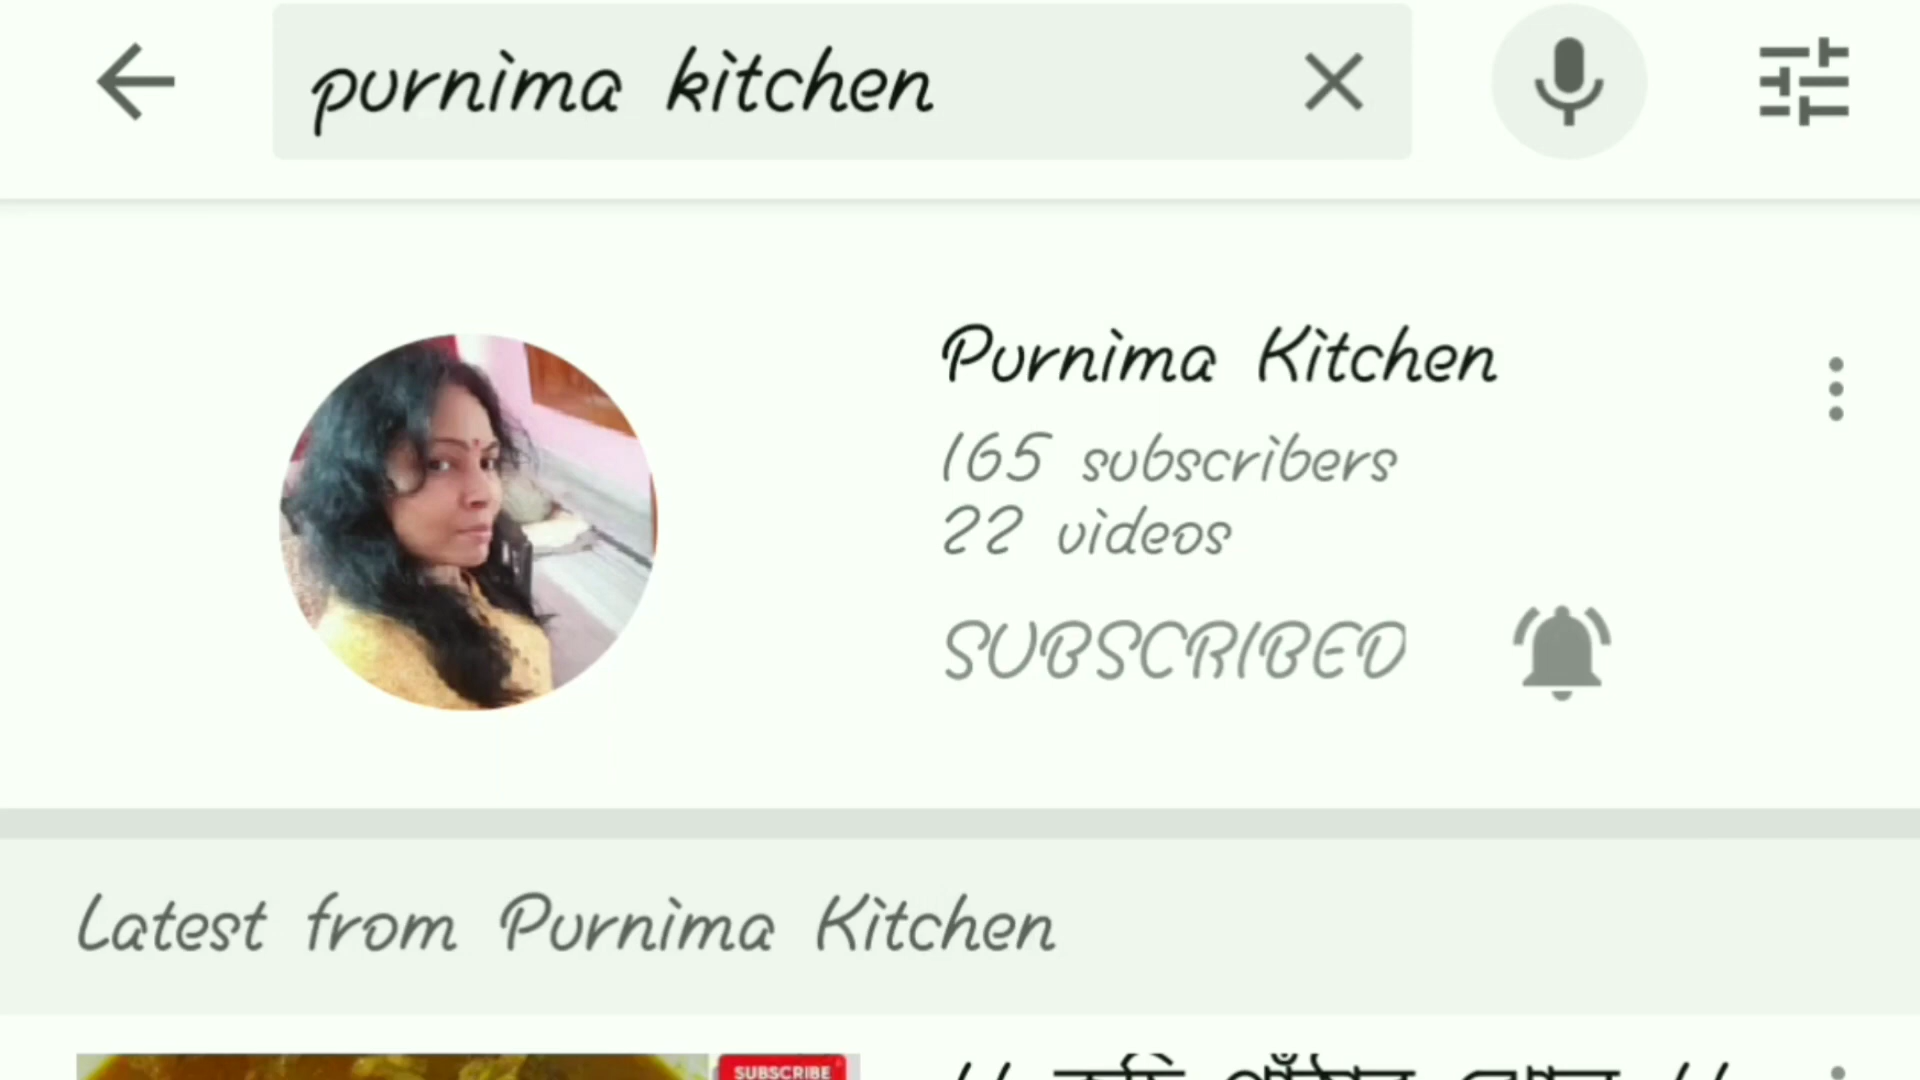 purnima kitchen
Purnima Kitchen
165 subscribers
22 videos
SUBSCRIBED
Latest from Purnima Kitchen
SUBSCRIBE